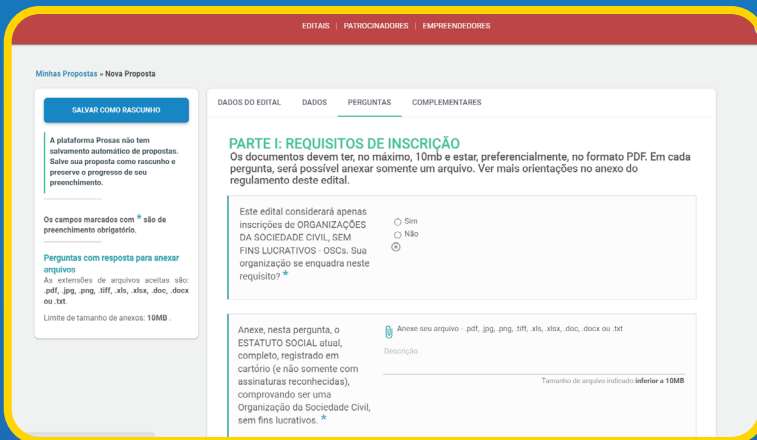 EDITAIS | PATROCINADORES | EMPREENDEDORES
Minhas Propostas » Nova Proposta
SALVAR COMO RASCUNHO
A plataforma Prosas não tem
salvamento automático de propostas.
Salve sua proposta como rascunho e
preserve o progresso de seu
preenchimento.
Os campos marcados com * são de
preenchimento obrigatório.
Perguntas com resposta para anexar
arquivos
As extensões de arquivos aceitas são:
.pdf, .jpg, .png, .tiff, .xls, .xlsx, .doc, .docx
ou .txt.
Limite de tamanho de anexos: 10MB .
DADOS DO EDITAL DADOS PERGUNTAS COMPLEMENTARES
PARTE I: REQUISITOS DE INSCRIÇÃO
Os documentos devem ter, no máximo, 10mb e estar, preferencialmente, no formato PDF. Em cada
pergunta, será possível anexar somente um arquivo. Ver mais orientações no anexo do
regulamento deste edital.
Este edital considerará apenas
inscrições de ORGANIZAÇÕES
DA SOCIEDADE CIVIL, SEM
FINS LUCRATIVOS - OSCs. Sua
organização se enquadra neste
requisito? *
Sim
Não
Anexe, nesta pergunta, o
ESTATUTO SOCIAL atual,
completo, registrado em
cartório (e não somente com
assinaturas reconhecidas),
comprovando ser uma
Organização da Sociedade Civil,
sem fins lucrativos. *
Anexe seu arquivo - .pdf, .jpg, .png, .tiff, .xls, .xlsx, .doc, .docx ou .txt
Descrição
Tamanho de arquivo indicado: inferior a 10MB